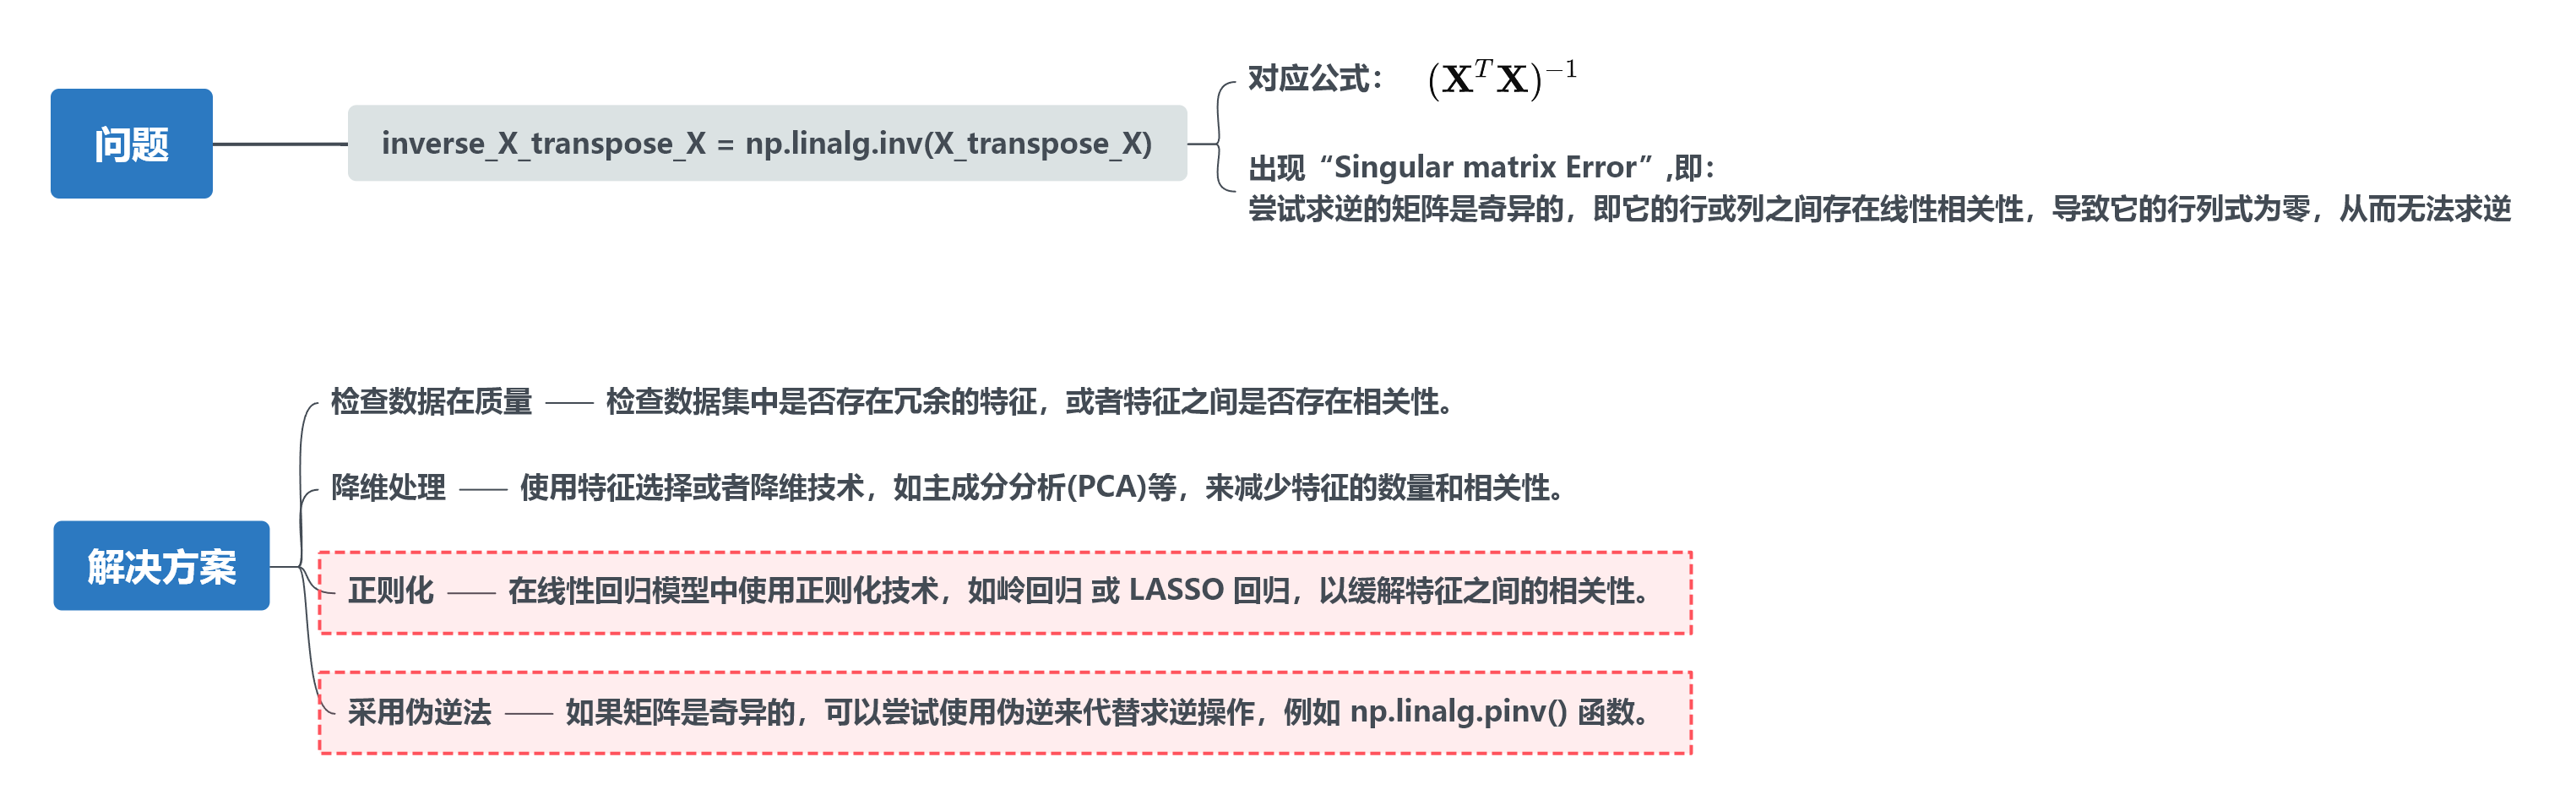 问题
inverse_X_transpose_X = np.linalg.inv(X_transpose_X)
对应公式： (X^T X)^{-1}
出现“Singular matrix Error”,即：
尝试求逆的矩阵是奇异的，即它的行或列之间存在线性相关性，导致它的行列式为零，从而无法求逆
解决方案
检查数据在质量 检查数据集中是否存在冗余的特征，或者特征之间是否存在相关性。
降维处理 使用特征选择或者降维技术，如主成分分析(PCA)等，来减少特征的数量和相关性。
正则化 在线性回归模型中使用正则化技术，如岭回归 或 LASSO 回归，以缓解特征之间的相关性。
采用伪逆法 如果矩阵是奇异的，可以尝试使用伪逆来代替求逆操作，例如 np.linalg.pinv() 函数。